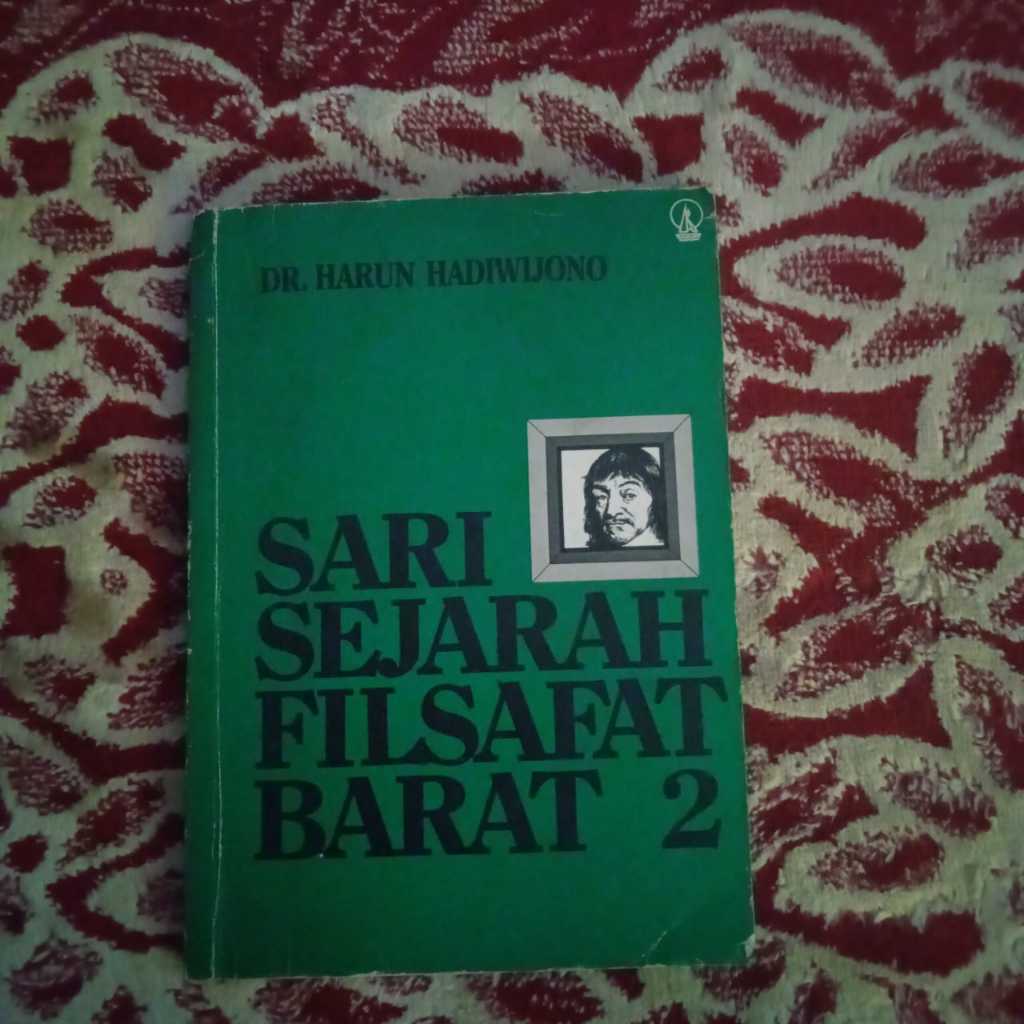 DR. HARUN HADIWIJONO
SARI
SEJARAH
FILSAFAT
BARAT 2